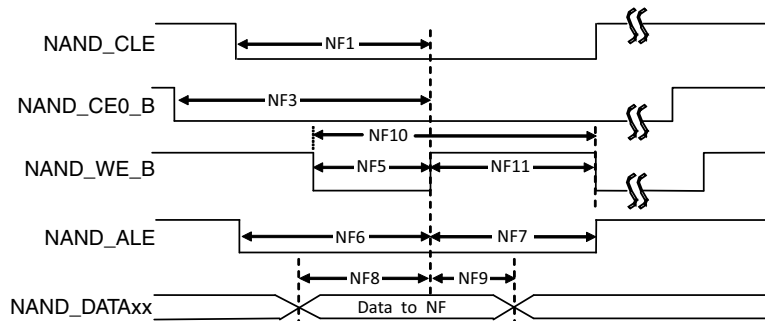 NAND_CLE
NF1
NAND_CE0_B
NF3
NF10
NAND_WE_B
NF5
NF11
NAND_ALE
NF6
NF7
NF8
NF9
NAND_DATAxx
Data to NF